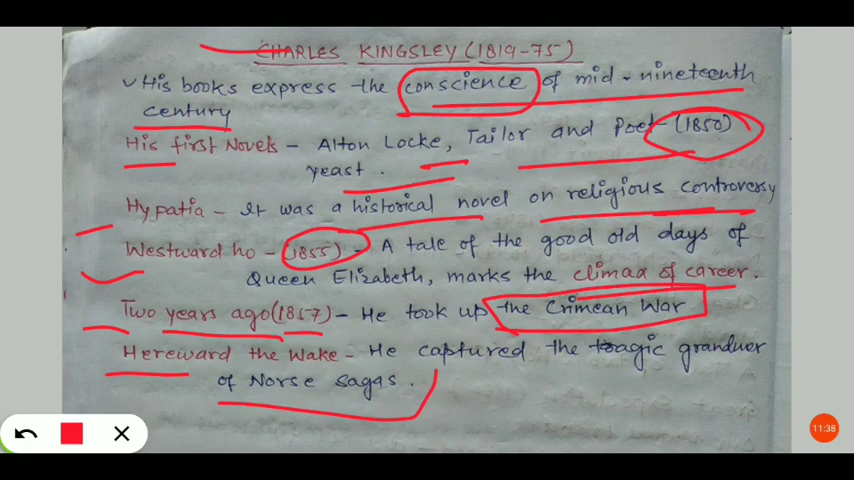 CHARLES KINGSLEY (1819-75)
✓His books express the conscience of mid-nineteenth
century
His first Novels - Alton Locke, Tailor and Poet (1850)
yeast.
Hypatia - It was a historical novel on religious controversy
Westward ho - (1855) - A tale of the good old days of
Queen Elizabeth, marks the climax of career.
Two years ago (1857) - He took up the Crimean War
Hereward the Wake - He captured the tragic granduer
of Norse sagas.
11:38